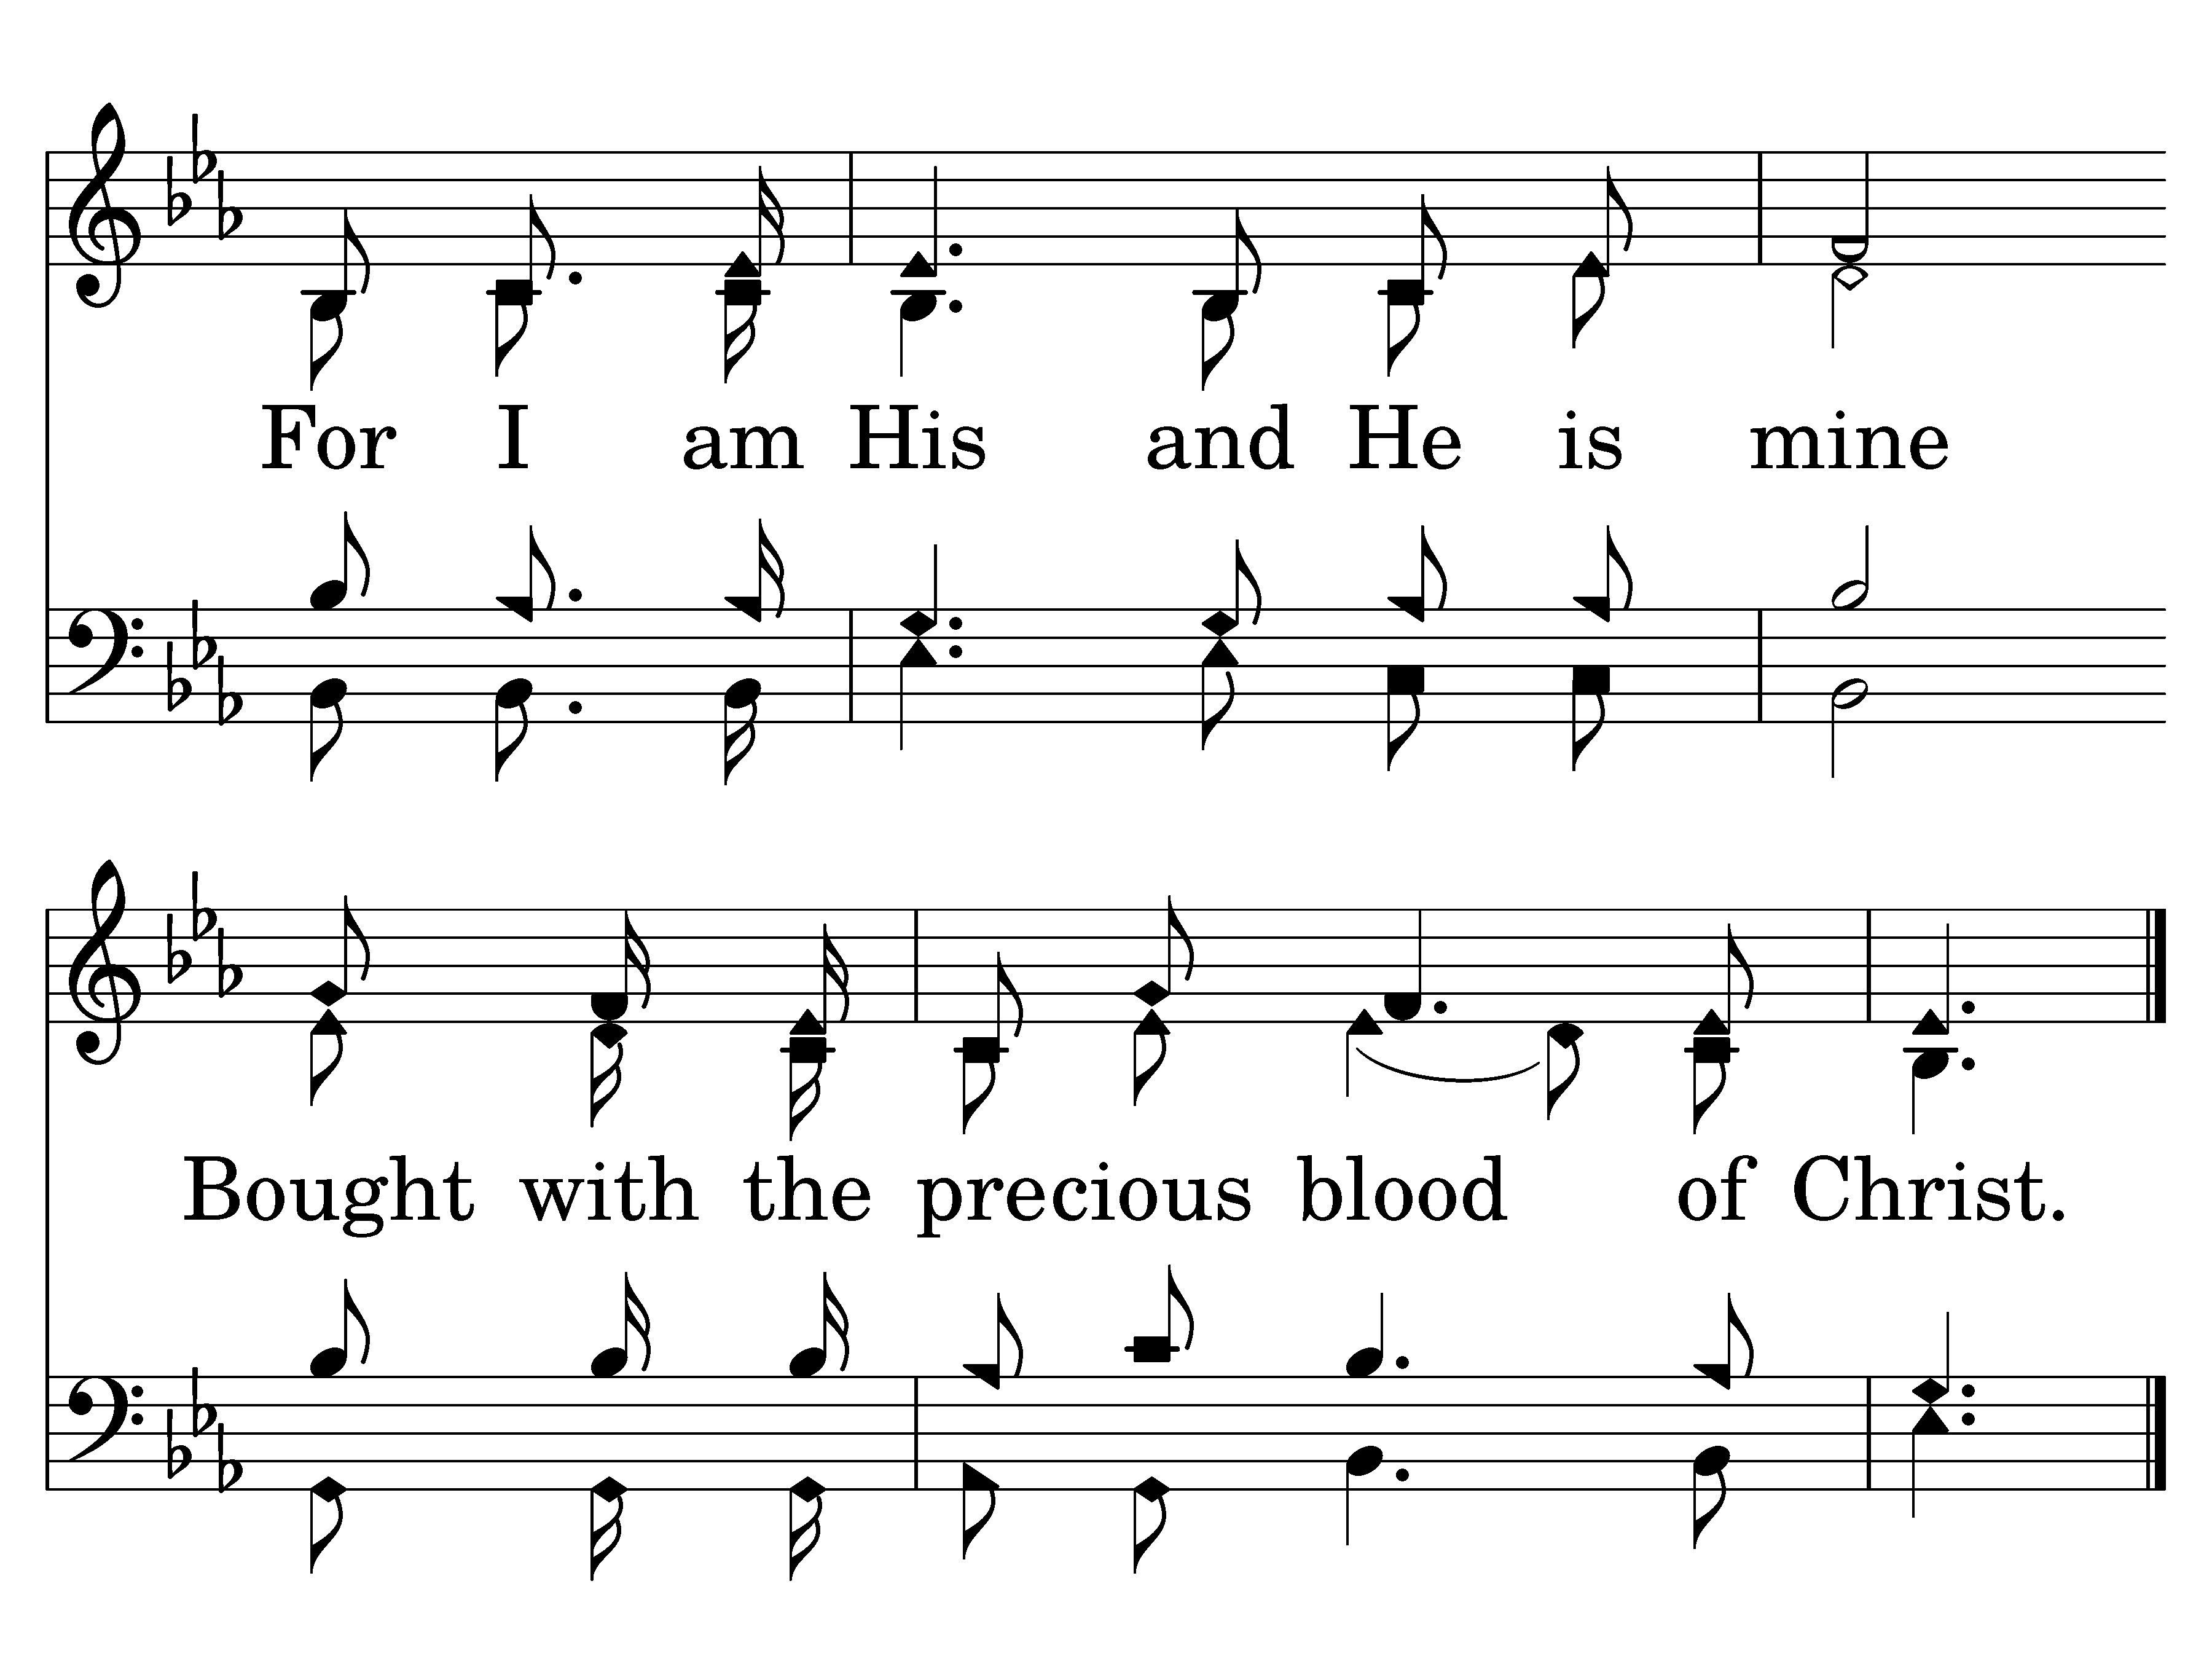 For I am His and He is mine
Bought with the precious blood of Christ.